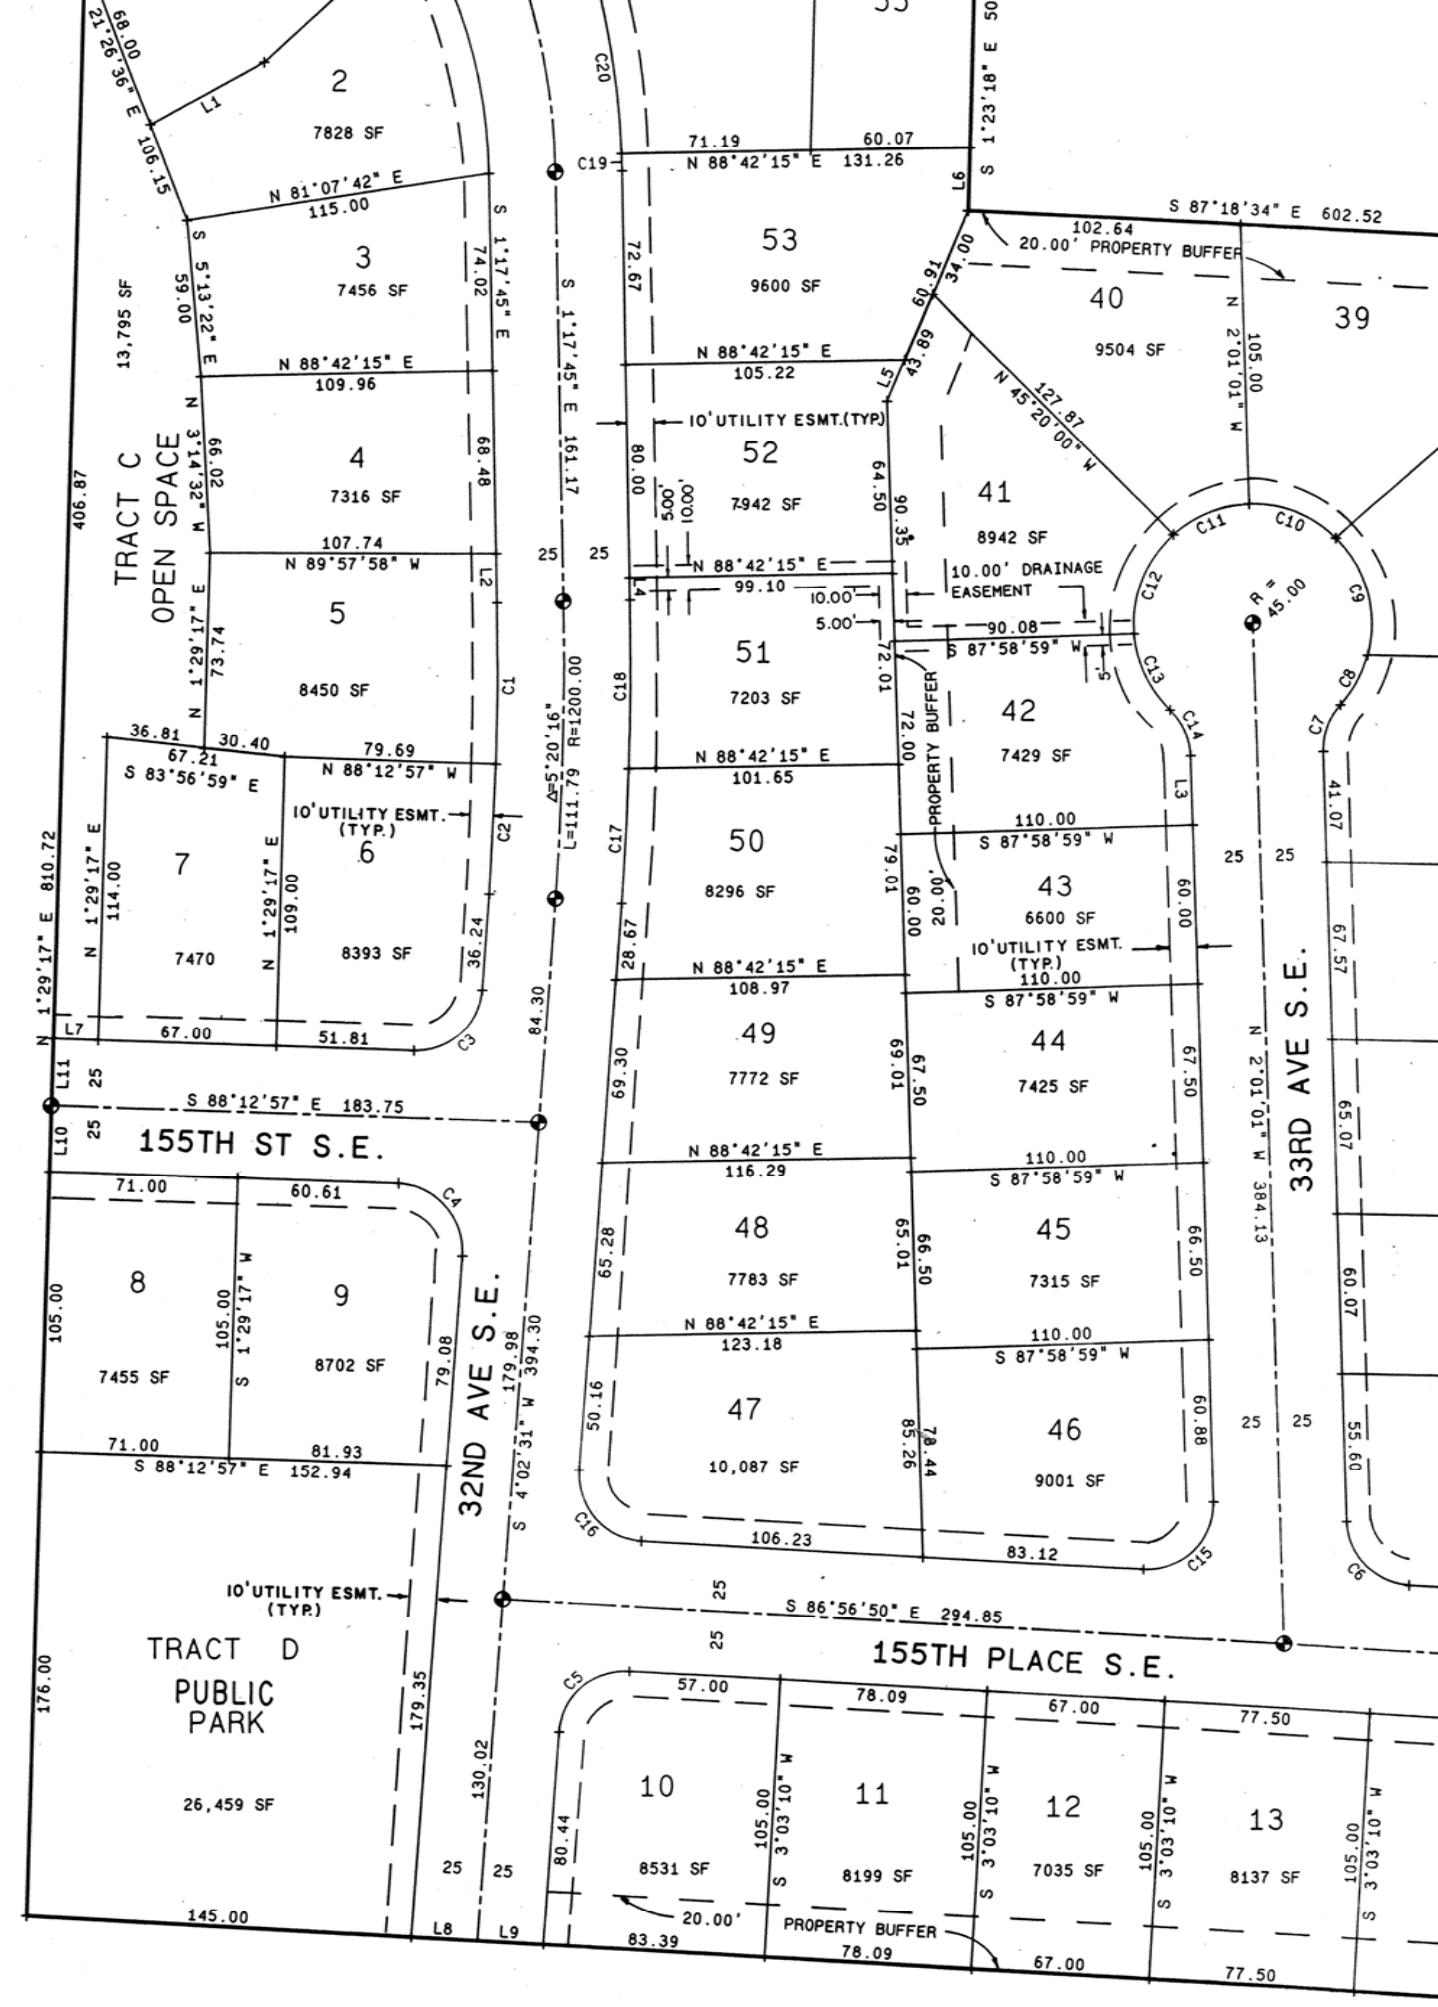 68.00
21°26'36" E
106.15
L1
2
7828 SF
N 81°07'42" E
115.00
C20
C19
71.19
60.07
N 88°42'15" E 131.26
S 1°23'18" E 50
L6
S 87°18'34" E 602.52
102.64
20.00' PROPERTY BUFFER
S 5°13'22" E
59.00
3
7456 SF
74.02
S 1°17'45" E
N 88°42'15" E
109.96
S 1°17'45" E 161.17
72.67
53
9600 SF
60.91
34.00
43.89
L5
N 88°42'15" E
105.22
40
9504 SF
39
N 2°01'01" W
105.00
127.87
N 45°20'00" W
13,795 SF
TRACT C
OPEN SPACE
406.87
N 3°14'32" W
66.02
4
7316 SF
68.48
107.74
N 89°57'58" W
10' UTILITY ESMT.(TYP.)
80.00
52
7942 SF
5.00'
10.00'
64.50
90.35
41
8942 SF
C11
C10
C12
C9
R = 45.00
25
25
N 88°42'15" E
99.10
L4
10.00'
5.00'
10.00' DRAINAGE
EASEMENT
90.08
S 87°58'59" W
5'
C13
C14
C8
C7
L2
N 1°29'17" E
73.74
5
8450 SF
C1
Δ=5°20'16"
L=111.79 R=1200.00
C18
51
7203 SF
72.01
72.00
PROPERTY BUFFER
20.00'
42
7429 SF
L3
41.07
36.81
30.40
67.21
S 83°56'59" E
79.69
N 88°12'57" W
N 88°42'15" E
101.65
110.00
S 87°58'59" W
10' UTILITY ESMT.
(TYP.)
C2
C17
N 1°29'17" E 810.72
N 1°29'17" E
114.00
7
7470
N 1°29'17" E
109.00
6
8393 SF
36.24
50
8296 SF
79.01
60.00
43
6600 SF
60.00
25
25
10' UTILITY ESMT.
(TYP.)
67.57
28.67
N 88°42'15" E
108.97
110.00
S 87°58'59" W
33RD AVE S.E.
L7
67.00
51.81
C3
84.30
L11
25
S 88°12'57" E 183.75
L10
25
155TH ST S.E.
69.30
49
7772 SF
69.01
67.50
44
7425 SF
67.50
N 2°01'01" W 384.13
65.07
N 88°42'15" E
116.29
110.00
S 87°58'59" W
71.00
60.61
C4
105.00
8
7455 SF
105.00
S 1°29'17" W
9
8702 SF
79.08
32ND AVE S.E.
179.98
S 4°02'31" W 394.30
65.28
48
7783 SF
65.01
66.50
45
7315 SF
66.50
60.07
N 88°42'15" E
123.18
110.00
S 87°58'59" W
71.00
81.93
S 88°12'57" E 152.94
50.16
47
10,087 SF
85.26
78.44
46
9001 SF
60.88
25
25
55.60
C16
106.23
83.12
C15
C6
10' UTILITY ESMT.
(TYP.)
TRACT D
PUBLIC
PARK
26,459 SF
176.00
179.35
130.02
25
S 86°56'50" E 294.85
25
155TH PLACE S.E.
C5
57.00
78.09
67.00
77.50
10
8531 SF
80.44
105.00
S 3°03'10" W
11
8199 SF
105.00
S 3°03'10" W
12
7035 SF
105.00
S 3°03'10" W
13
8137 SF
105.00
S 3°03'10" W
25
25
20.00'
PROPERTY BUFFER
145.00
L8
L9
83.39
78.09
67.00
77.50